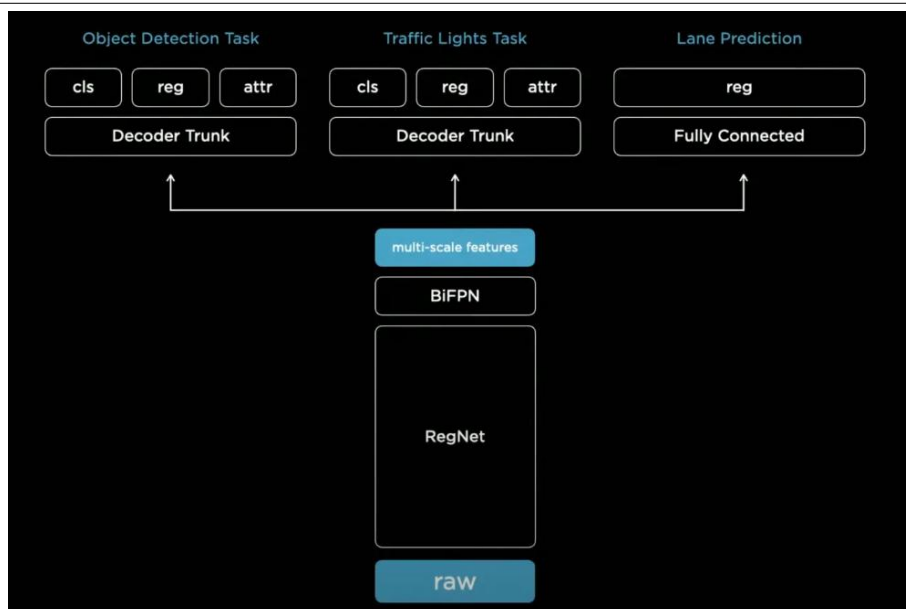 Object Detection Task Traffic Lights Task Lane Prediction
cls reg attr cls reg attr reg
Decoder Trunk Decoder Trunk Fully Connected
multi-scale features
BiFPN
RegNet
raw